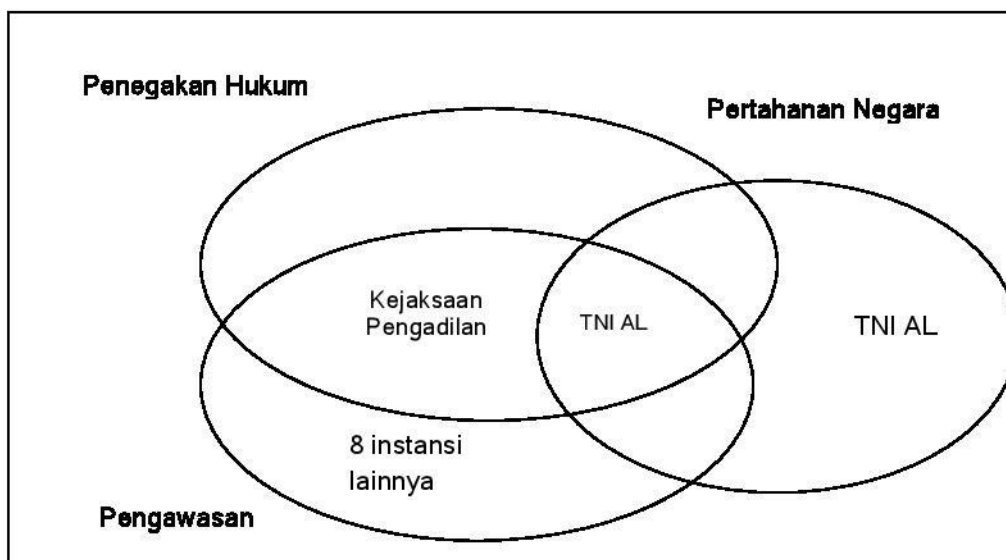 Penegakan Hukum
Pertahanan Negara
Kejaksaan
Pengadilan
TNI AL
TNI AL
8 instansi
lainnya
Pengawasan